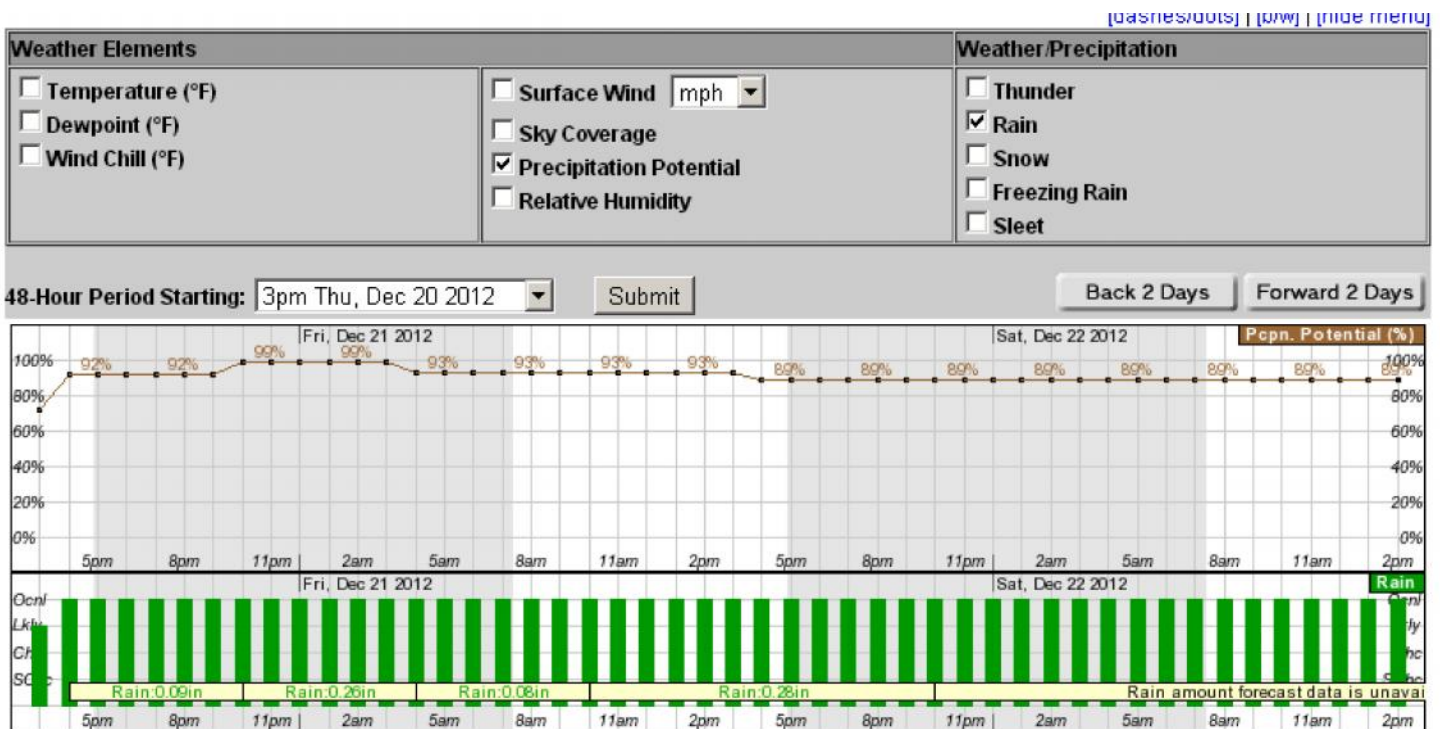 [dashes/dots] | [b/w] | [hide menu]
Weather Elements
Weather/Precipitation
Temperature (°F)
Dewpoint (°F)
Wind Chill (°F)
Surface Wind mph
Sky Coverage
Precipitation Potential
Relative Humidity
Thunder
Rain
Snow
Freezing Rain
Sleet
48-Hour Period Starting: 3pm Thu, Dec 20 2012 Submit Back 2 Days Forward 2 Days
Fri, Dec 21 2012 Sat, Dec 22 2012 Pcpn. Potential (%)
100% 92% 92% 99% 99% 93% 93% 93% 93% 89% 89% 89% 89% 89% 89% 89% 89% 100%
80% 80%
60% 60%
40% 40%
20% 20%
0% 0%
5pm 8pm 11pm 2am 5am 8am 11am 2pm 5pm 8pm 11pm 2am 5am 8am 11am 2pm
Fri, Dec 21 2012 Sat, Dec 22 2012 Rain
Ocnl
Rain:0.09in Rain:0.26in Rain:0.08in Rain:0.28in Rain amount forecast data is unavai
5pm 8pm 11pm 2am 5am 8am 11am 2pm 5pm 8pm 11pm 2am 5am 8am 11am 2pm